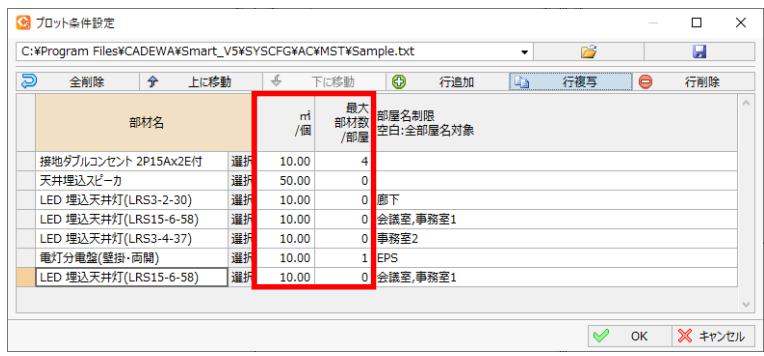 プロット条件設定
C:¥Program Files¥CADEWA¥Smart_V5¥SYSCFG¥AC¥MST¥Sample.txt
全削除 上に移動 下に移動 行追加 行複写 行削除
部材名 ㎡/個 最大部材数/部屋 部屋名制限 空白:全部屋名対象
接地ダブルコンセント 2P15Ax2E付 選択 10.00 4
天井埋込スピーカ 選択 50.00 0
LED 埋込天井灯(LRS3-2-30) 選択 10.00 0 廊下
LED 埋込天井灯(LRS15-6-58) 選択 10.00 0 会議室,事務室1
LED 埋込天井灯(LRS3-4-37) 選択 10.00 0 事務室2
電灯分電盤(壁掛・両開) 選択 10.00 1 EPS
LED 埋込天井灯(LRS15-6-58) 選択 10.00 0 会議室,事務室1
OK キャンセル